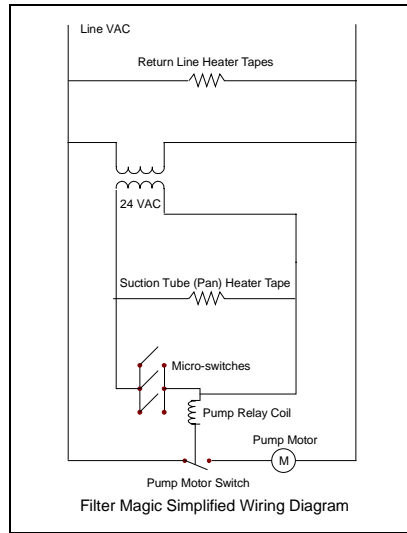 Line VAC
Return Line Heater Tapes
24 VAC
Suction Tube (Pan) Heater Tape
Micro-switches
Pump Relay Coil
Pump Motor
M
Pump Motor Switch
Filter Magic Simplified Wiring Diagram